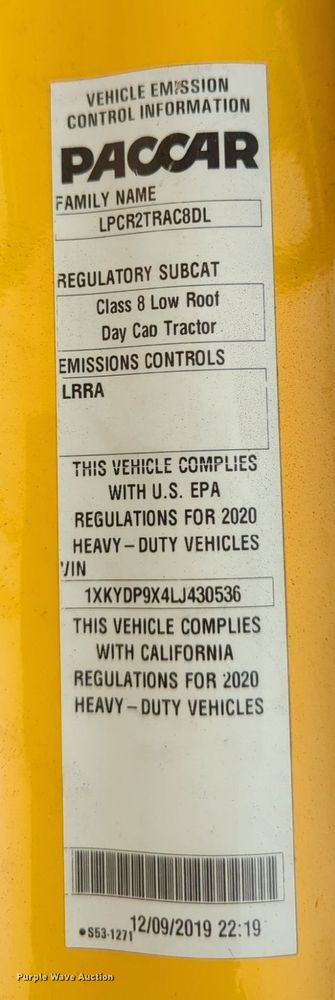 VEHICLE EMISSION
CONTROL INFORMATION
PACCAR
FAMILY NAME
LPCR2TRAC8DL
REGULATORY SUBCAT
Class 8 Low Roof
Day Cab Tractor
EMISSIONS CONTROLS
LRRA
THIS VEHICLE COMPLIES
WITH U.S. EPA
REGULATIONS FOR 2020
HEAVY-DUTY VEHICLES
VIN
1XKYDP9X4LJ430536
THIS VEHICLE COMPLIES
WITH CALIFORNIA
REGULATIONS FOR 2020
HEAVY-DUTY VEHICLES
•S53-1271 12/09/2019 22:19
Purple Wave Auction